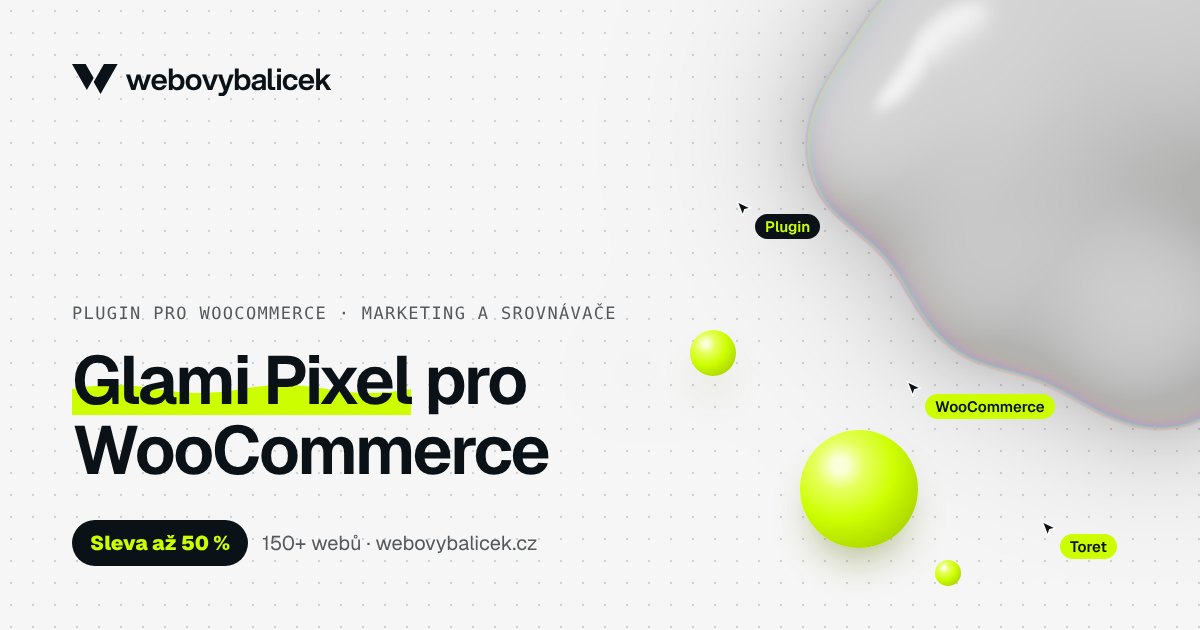 webovybalicek
Plugin
PLUGIN PRO WOOCOMMERCE · MARKETING A SROVNÁVAČE
Glami Pixel pro
WooCommerce
WooCommerce
Sleva až 50 %
150+ webů · webovybalicek.cz
Toret